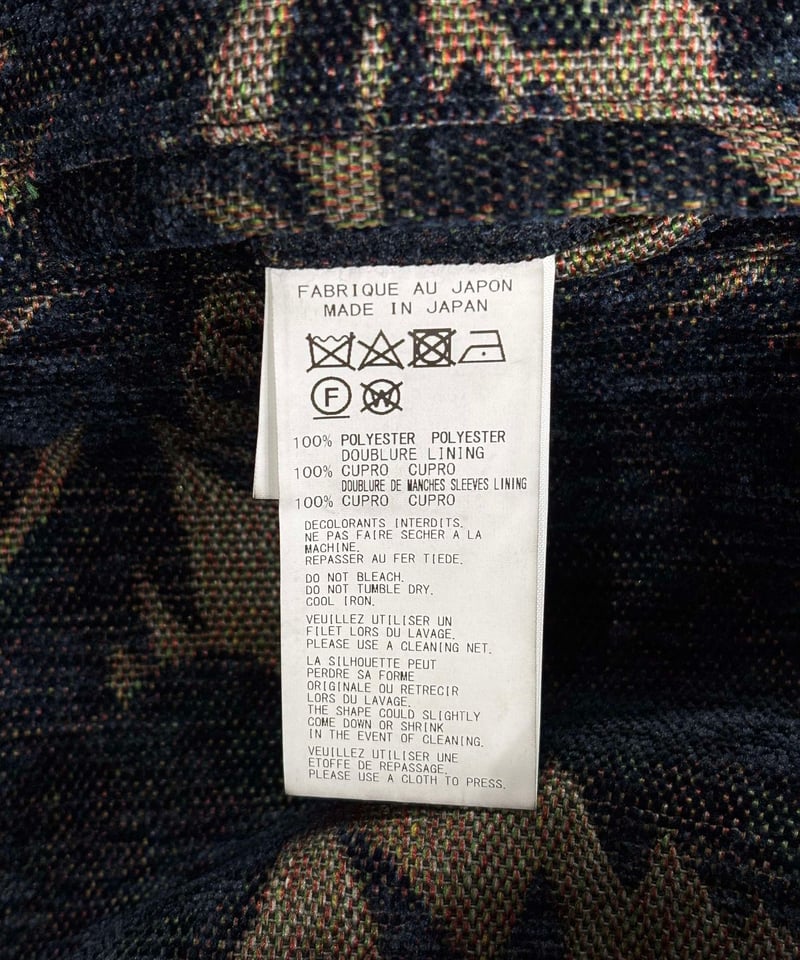 FABRIQUE AU JAPON
MADE IN JAPAN
F W
100% POLYESTER POLYESTER
DOUBLURE LINING
100% CUPRO CUPRO
DOUBLURE DE MANCHES SLEEVES LINING
100% CUPRO CUPRO
DECOLORANTS INTERDITS.
NE PAS FAIRE SECHER A LA
MACHINE.
REPASSER AU FER TIEDE.
DO NOT BLEACH.
DO NOT TUMBLE DRY.
COOL IRON.
VEUILLEZ UTILISER UN
FILET LORS DU LAVAGE.
PLEASE USE A CLEANING NET.
LA SILHOUETTE PEUT
PERDRE SA FORME
ORIGINALE OU RETRECIR
LORS DU LAVAGE.
THE SHAPE COULD SLIGHTLY
COME DOWN OR SHRINK
IN THE EVENT OF CLEANING.
VEUILLEZ UTILISER UNE
ETOFFE DE REPASSAGE.
PLEASE USE A CLOTH TO PRESS.